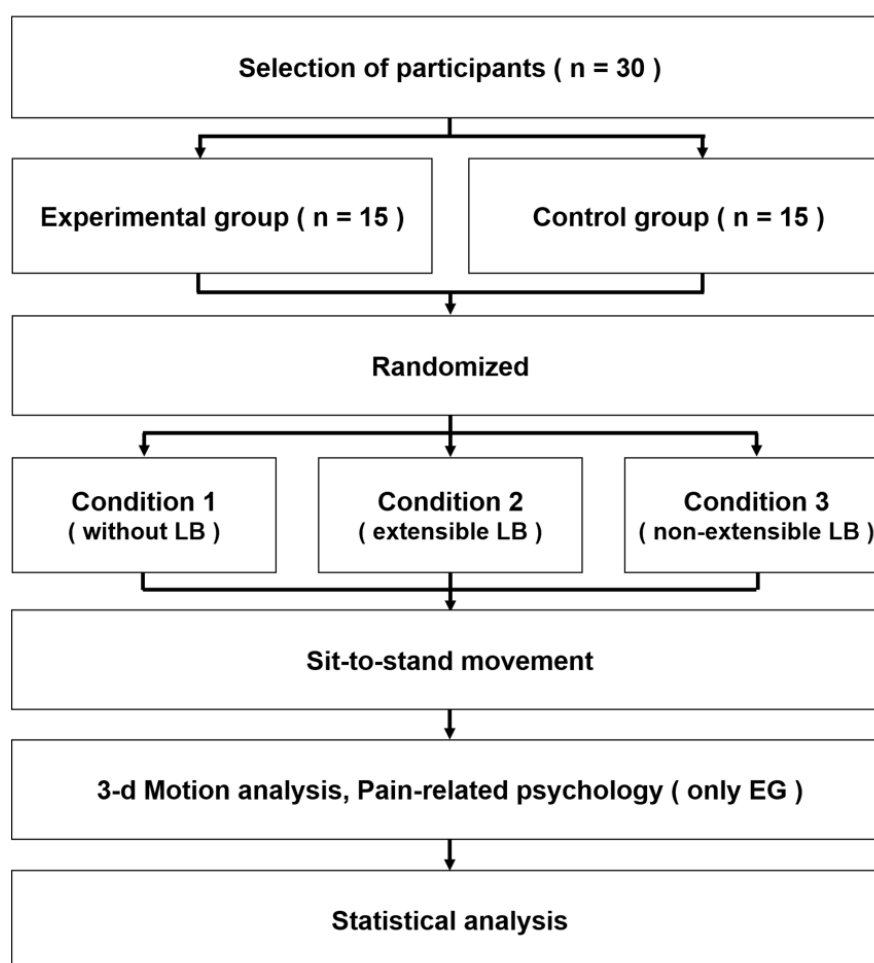 Selection of participants ( n = 30 )
Experimental group ( n = 15 )
Control group ( n = 15 )
Randomized
Condition 1
( without LB )
Condition 2
( extensible LB )
Condition 3
( non-extensible LB )
Sit-to-stand movement
3-d Motion analysis, Pain-related psychology ( only EG )
Statistical analysis